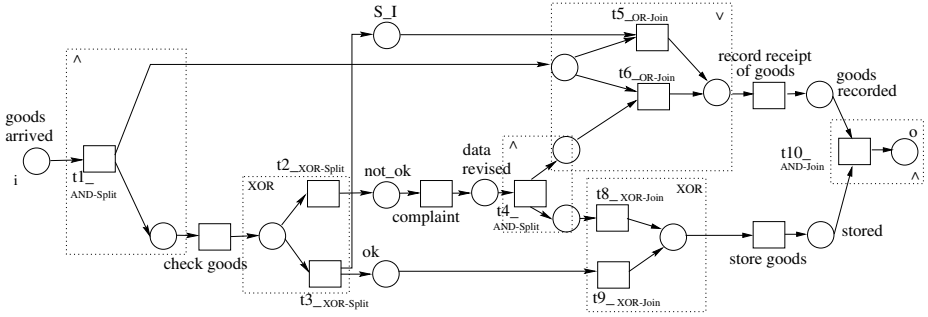 S_I
t5_OR-Join
V
^
record receipt
of goods
goods
recorded
t6_OR-Join
goods
arrived
i
t1_
AND-Split
t2_XOR-Split
XOR
not_ok
complaint
data
revised
^
t4_
AND-Split
t8_XOR-Join
XOR
t10_
AND-Join
o
^
check goods
ok
t3_XOR-Split
t9_XOR-Join
store goods
stored